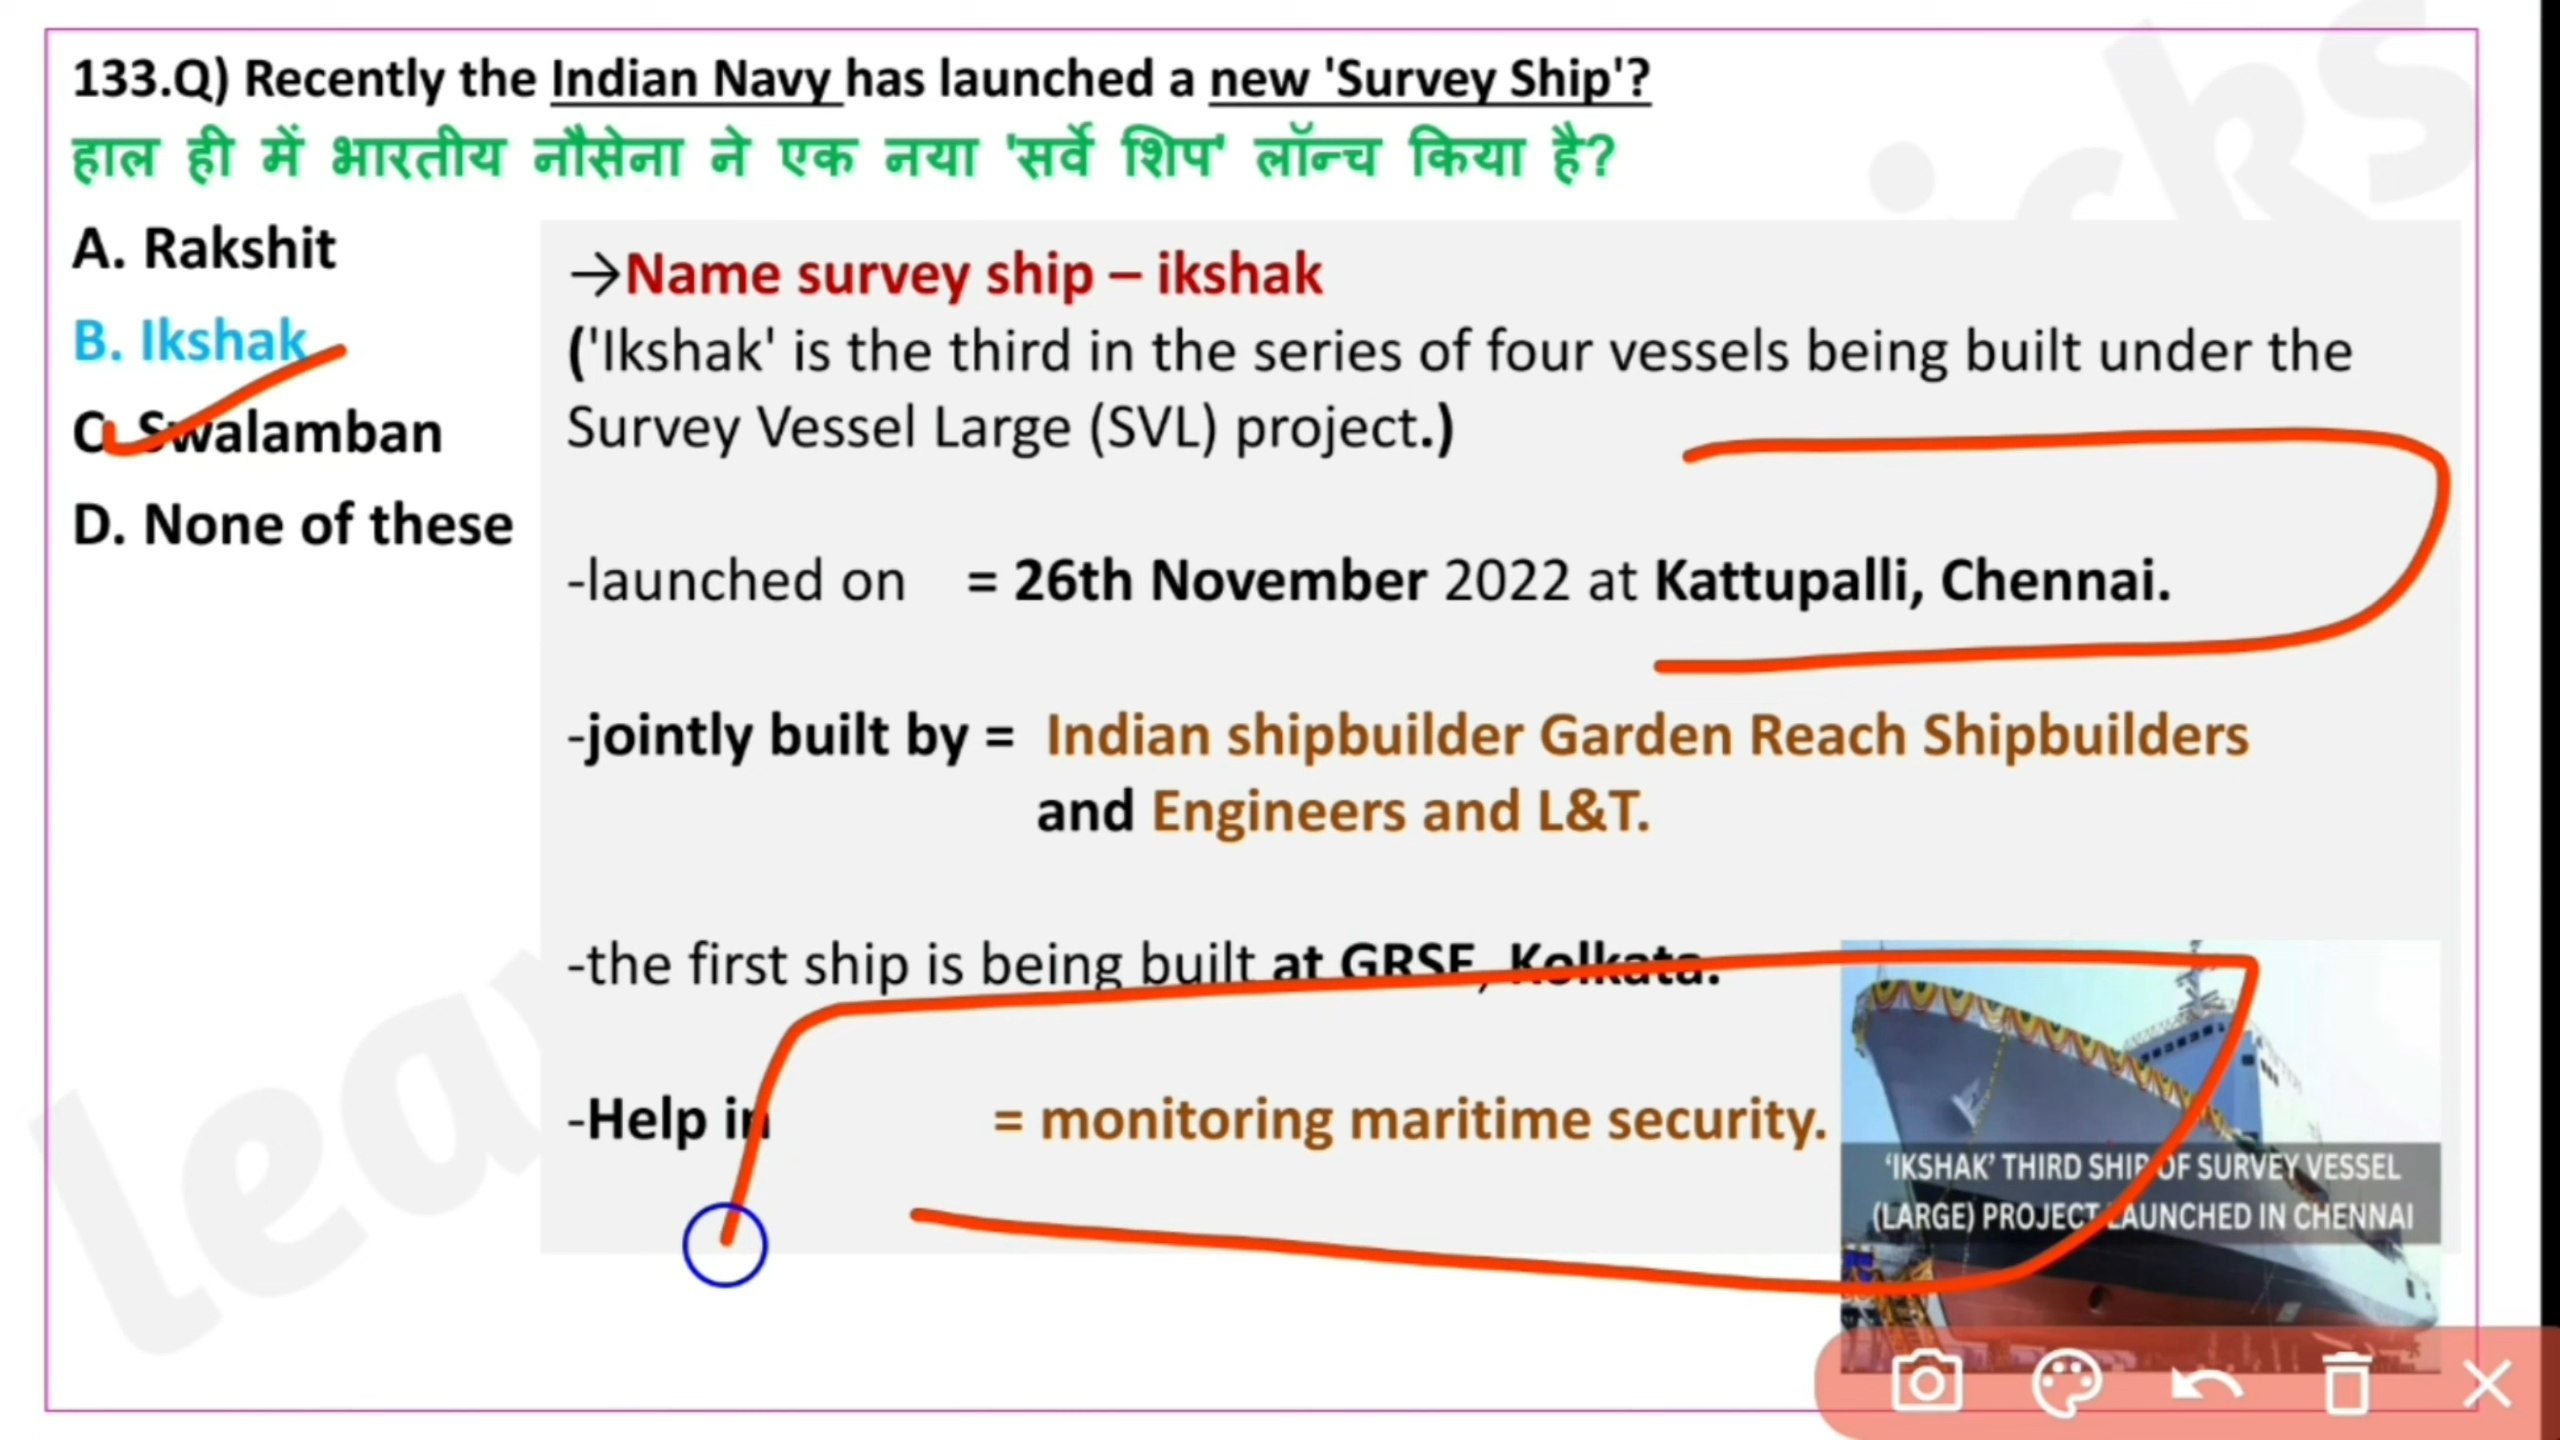 133.Q) Recently the Indian Navy has launched a new 'Survey Ship'?
हाल ही में भारतीय नौसेना ने एक नया 'सर्वे शिप' लॉन्च किया है?
A. Rakshit
B. Ikshak
C. Swalamban
D. None of these
→Name survey ship – ikshak
('Ikshak' is the third in the series of four vessels being built under the
Survey Vessel Large (SVL) project.)
-launched on = 26th November 2022 at Kattupalli, Chennai.
-jointly built by = Indian shipbuilder Garden Reach Shipbuilders
and Engineers and L&T.
-the first ship is being built at GRSE, Kolkata.
-Help in = monitoring maritime security.
'IKSHAK' THIRD SHIP OF SURVEY VESSEL
(LARGE) PROJECT LAUNCHED IN CHENNAI